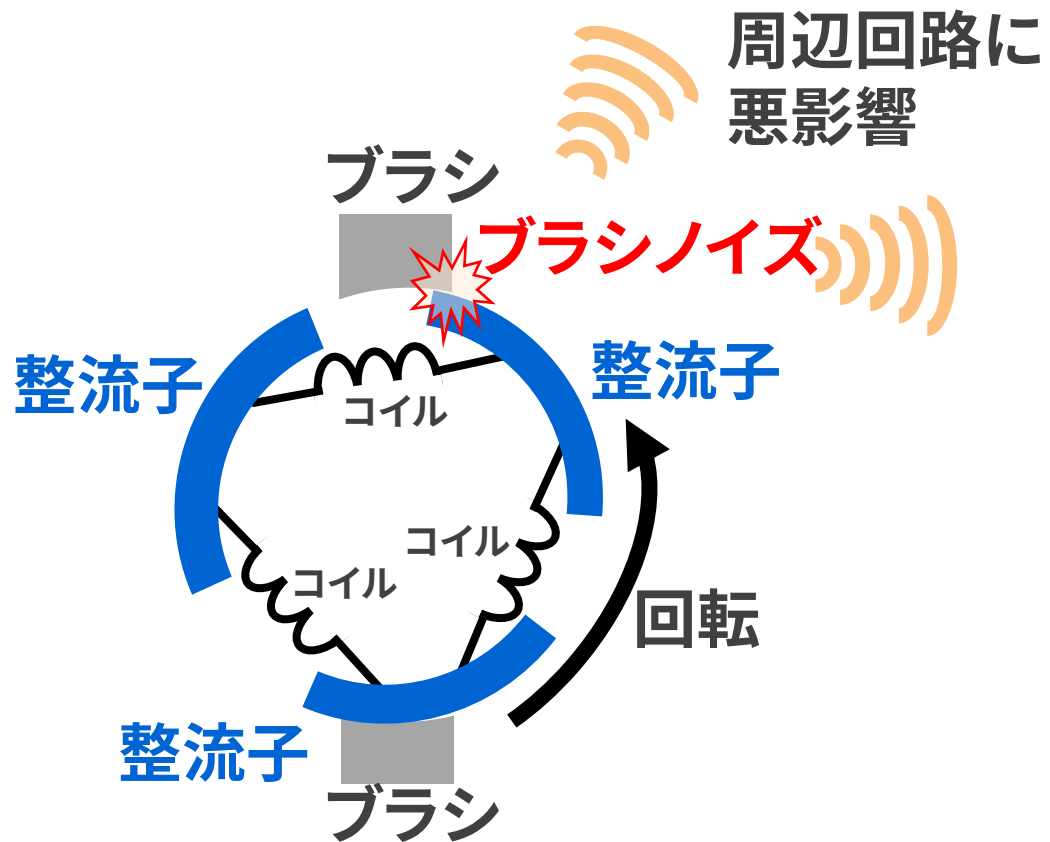 周辺回路に
悪影響
ブラシ
ブラシノイズ
整流子
整流子
コイル
コイル
コイル
回転
整流子
ブラシ